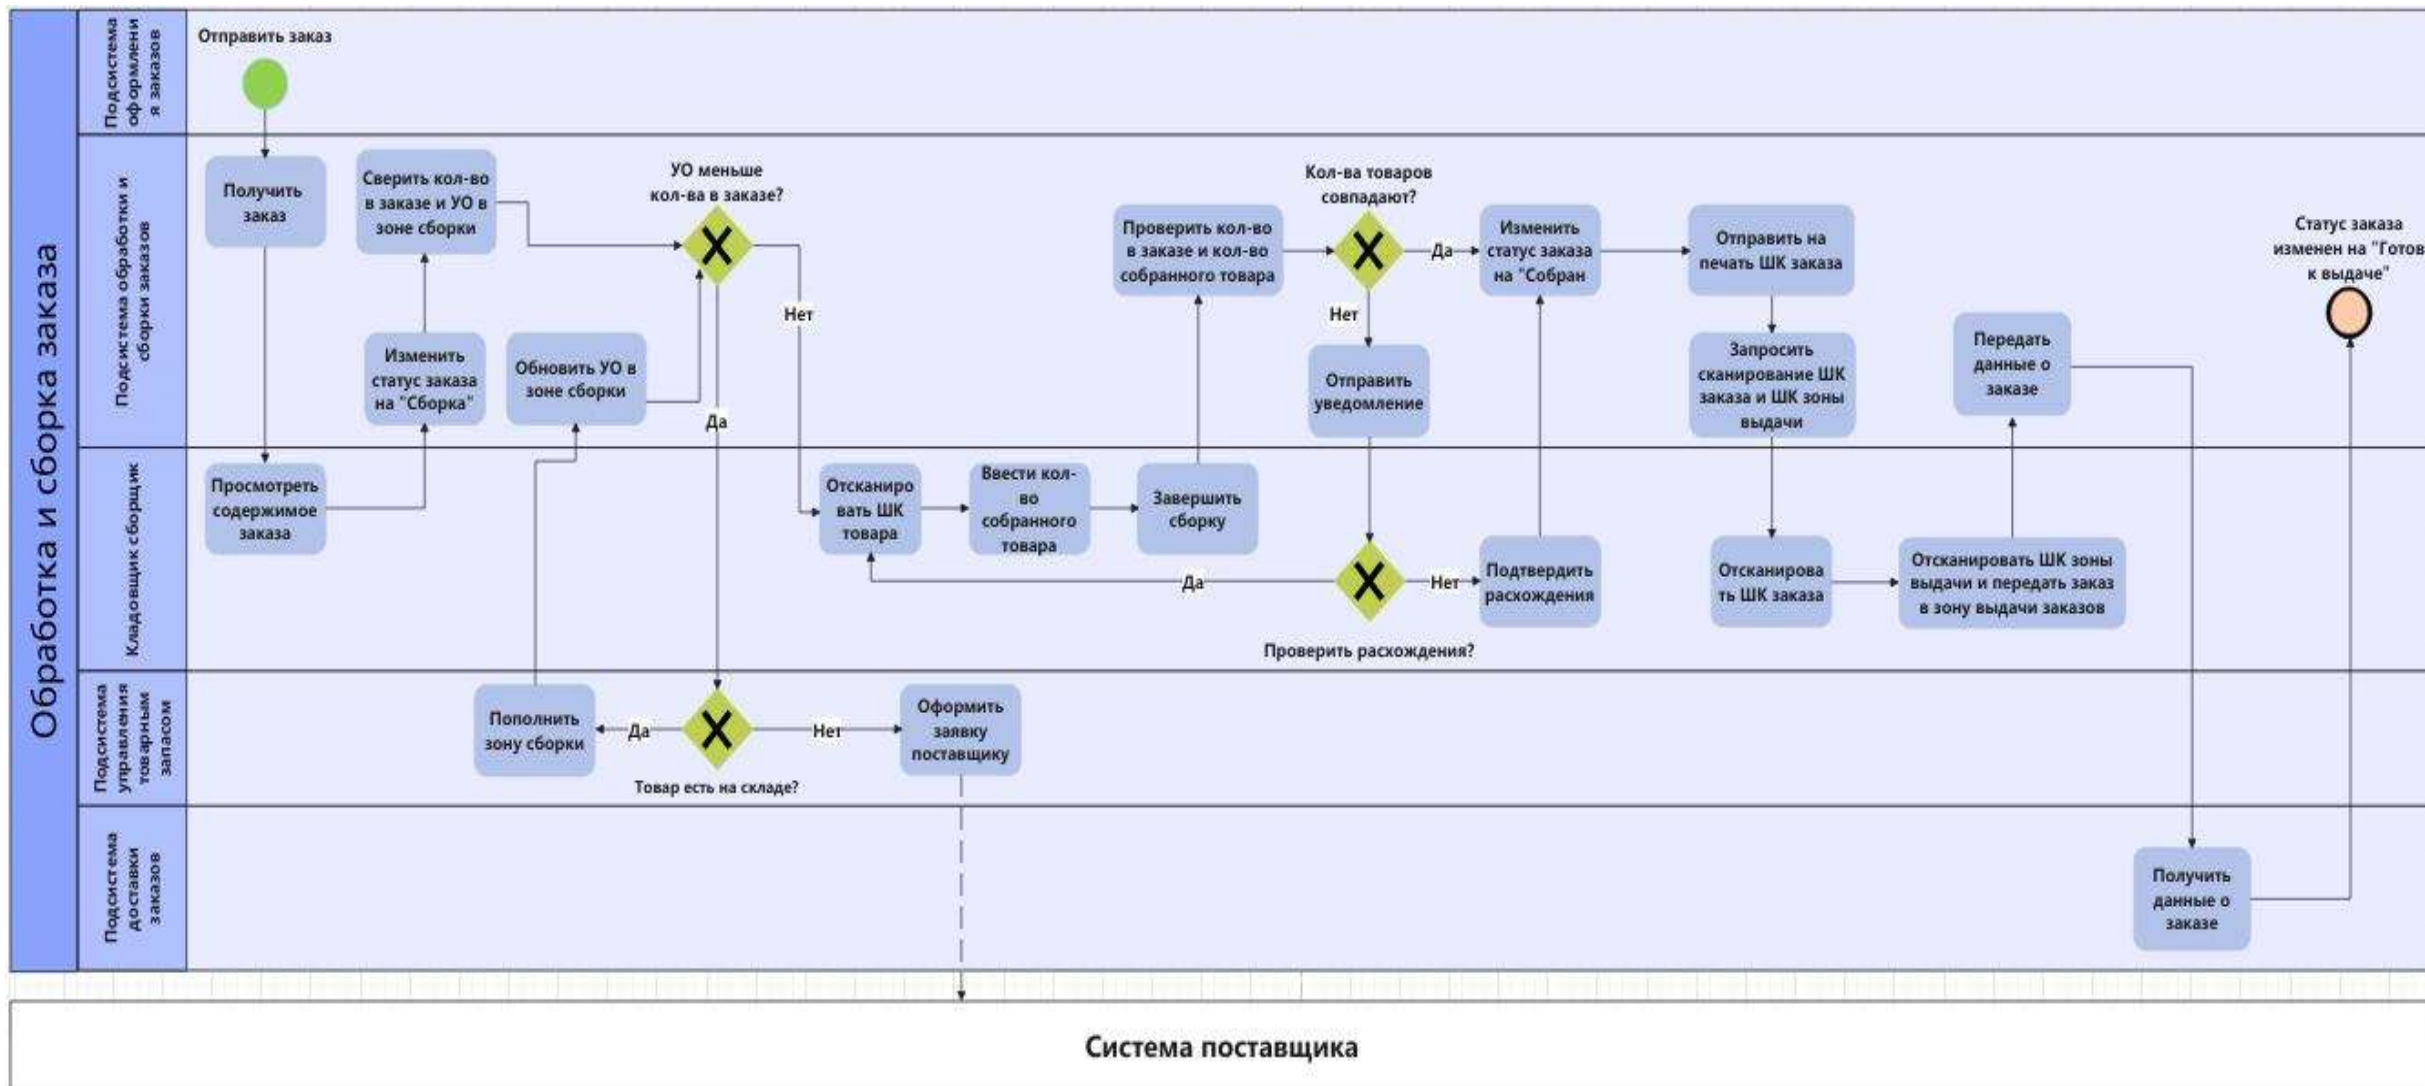 Обработка и сборка заказа
Подсистема
оформлени
я заказов
Отправить заказ
Подсистема обработки и
сборки заказов
Получить
заказ
Сверить кол-во
в заказе и УО в
зоне сборки
Изменить
статус заказа
на "Сборка"
Обновить УО в
зоне сборки
УО меньше
кол-ва в заказе?
Нет
Да
Проверить кол-во
в заказе и кол-во
собранного товара
Кол-ва товаров
совпадают?
Да
Нет
Отправить
уведомление
Изменить
статус заказа
на "Собран
Отправить на
печать ШК заказа
Запросить
сканирование ШК
заказа и ШК зоны
выдачи
Передать
данные о
заказе
Статус заказа
изменен на "Готов
к выдаче"
Кладовщик сборщик
Просмотреть
содержимое
заказа
Отсканиро
вать ШК
товара
Ввести кол-
во
собранного
товара
Завершить
сборку
Да
Нет
Проверить расхождения?
Подтвердить
расхождения
Отсканирова
ть ШК заказа
Отсканировать ШК зоны
выдачи и передать заказ
в зону выдачи заказов
Подсистема
управления
товарным
запасом
Пополнить
зону сборки
Да
Нет
Товар есть на складе?
Оформить
заявку
поставщику
Подсистема
доставки
заказов
Получить
данные о
заказе
Система поставщика